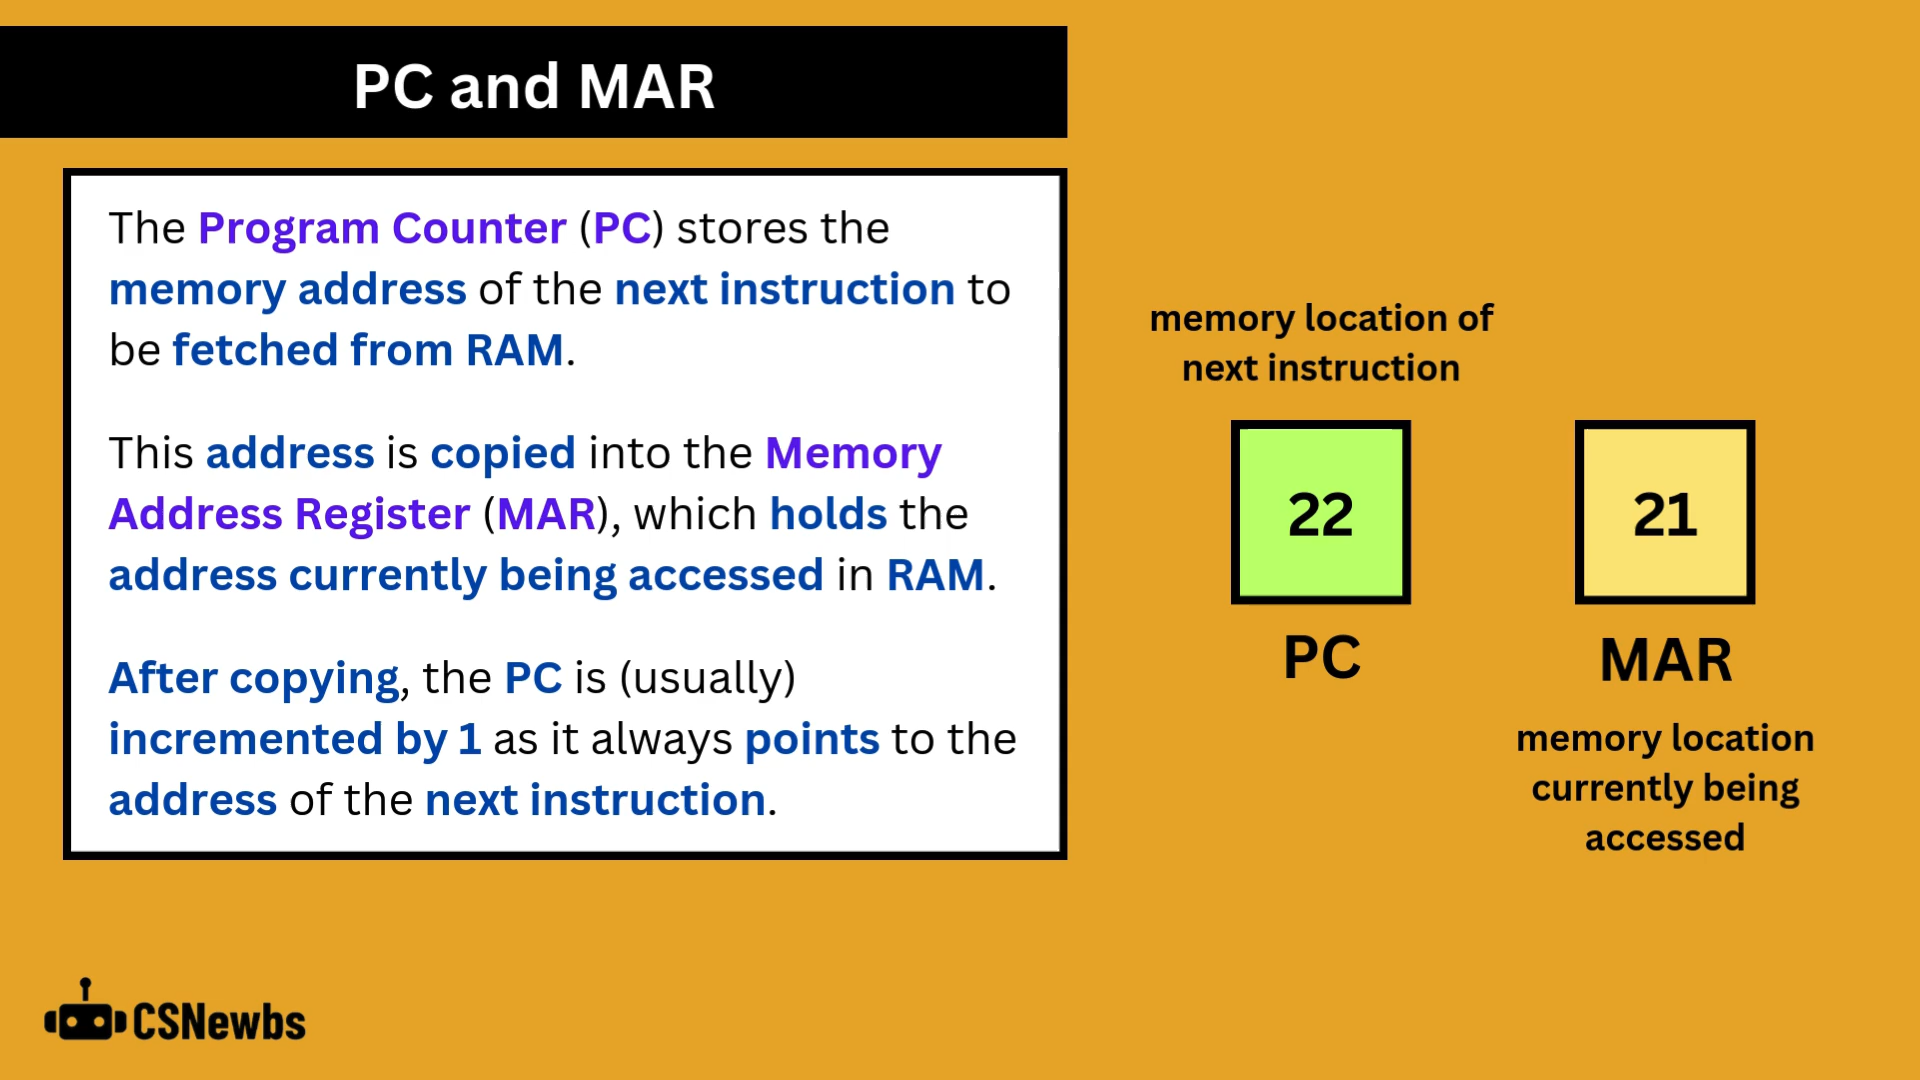 PC and MAR
The Program Counter (PC) stores the
memory address of the next instruction to
be fetched from RAM.
This address is copied into the Memory
Address Register (MAR), which holds the
address currently being accessed in RAM.
After copying, the PC is (usually)
incremented by 1 as it always points to the
address of the next instruction.
memory location of
next instruction
22
PC
21
MAR
memory location
currently being
accessed
CSNewbs